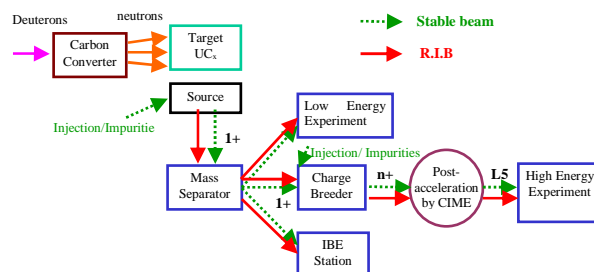 Deuterons
neutrons
Carbon
Converter
Target
UCx
Stable beam
R.I.B
Source
Injection/Impuritie
1+
Low Energy
Experiment
Injection/ Impurities
Mass
Separator
1+
Charge
Breeder
n+
Post-
acceleration
by CIME
L5
High Energy
Experiment
IBE
Station